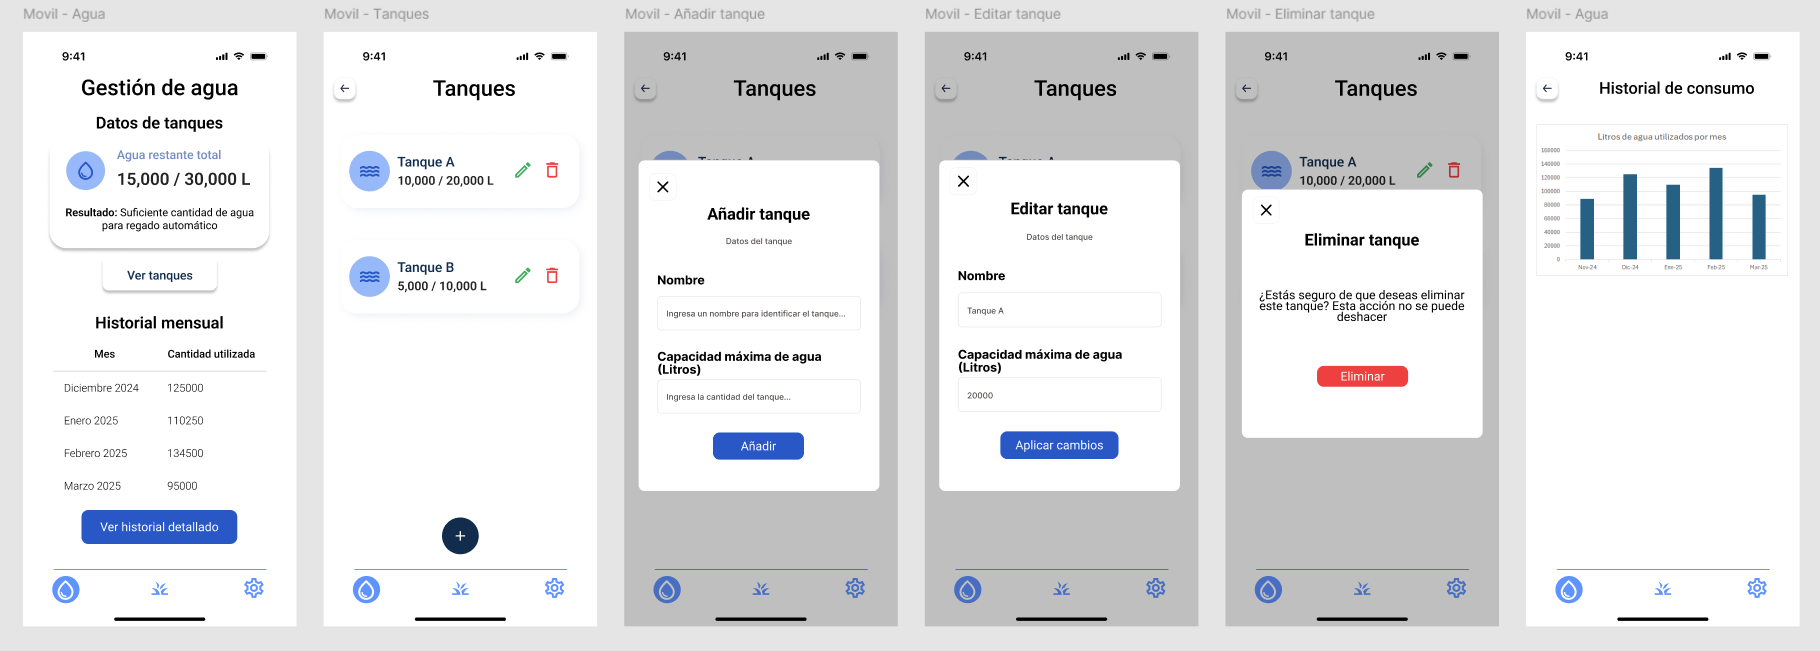 Movil - Agua
9:41
Gestión de agua
Datos de tanques
Agua restante total
15,000 / 30,000 L
Resultado: Suficiente cantidad de agua
para regado automático
Ver tanques
Historial mensual
Mes Cantidad utilizada
Diciembre 2024 125000
Enero 2025 110250
Febrero 2025 134500
Marzo 2025 95000
Ver historial detallado
Movil - Tanques
9:41
Tanques
Tanque A
10,000 / 20,000 L
Tanque B
5,000 / 10,000 L
+
Movil - Añadir tanque
9:41
Tanques
Tanque A
Añadir tanque
Datos del tanque
Nombre
Ingresa un nombre para identificar el tanque...
Capacidad máxima de agua
(Litros)
Ingresa la cantidad del tanque...
Añadir
Movil - Editar tanque
9:41
Tanques
Tanque A
Editar tanque
Datos del tanque
Nombre
Tanque A
Capacidad máxima de agua
(Litros)
20000
Aplicar cambios
Movil - Eliminar tanque
9:41
Tanques
Tanque A
10,000 / 20,000 L
Eliminar tanque
¿Estás seguro de que deseas eliminar
este tanque? Esta acción no se puede
deshacer
Eliminar
Movil - Agua
9:41
Historial de consumo
Litros de agua utilizados por mes
160000
140000
120000
100000
80000
60000
40000
20000
0
Nov-24 Dic-24 Ene-25 Feb-25 Mar-25